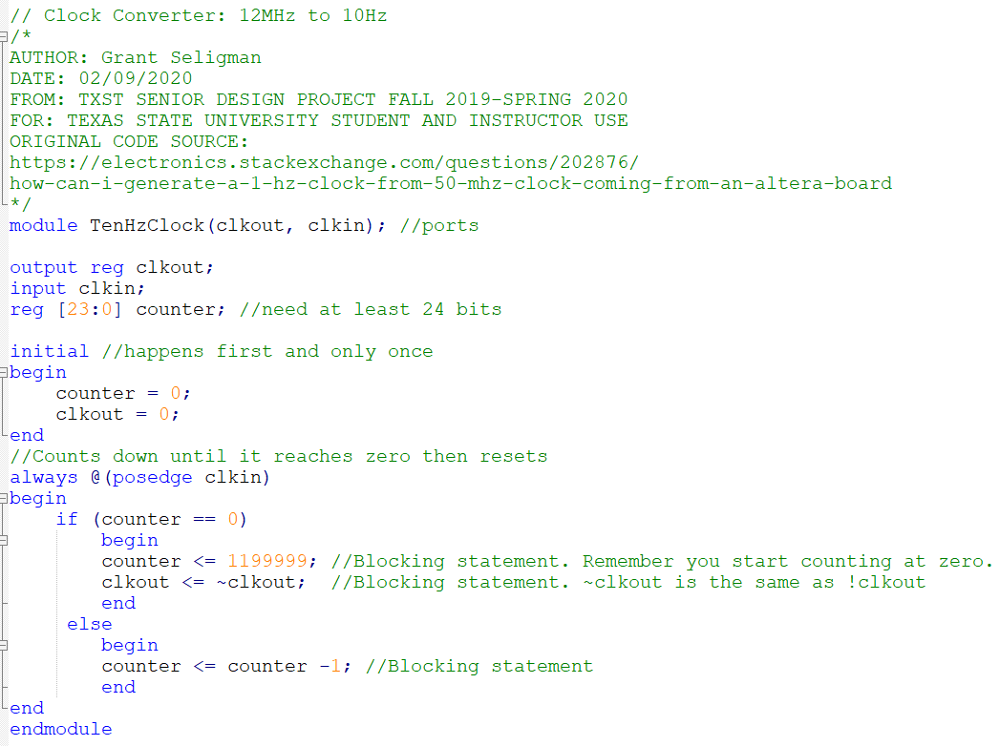 // Clock Converter: 12MHz to 10Hz
/*
AUTHOR: Grant Seligman
DATE: 02/09/2020
FROM: TXST SENIOR DESIGN PROJECT FALL 2019-SPRING 2020
FOR: TEXAS STATE UNIVERSITY STUDENT AND INSTRUCTOR USE
ORIGINAL CODE SOURCE:
https://electronics.stackexchange.com/questions/202876/
how-can-i-generate-a-1-hz-clock-from-50-mhz-clock-coming-from-an-altera-board
*/
module TenHzClock(clkout, clkin); //ports

output reg clkout;
input clkin;
reg [23:0] counter; //need at least 24 bits

initial //happens first and only once
begin
    counter = 0;
    clkout = 0;
end
//Counts down until it reaches zero then resets
always @(posedge clkin)
begin
    if (counter == 0)
        begin
        counter <= 1199999; //Blocking statement. Remember you start counting at zero.
        clkout <= ~clkout;  //Blocking statement. ~clkout is the same as !clkout
        end
     else
        begin
        counter <= counter -1; //Blocking statement
        end
end
endmodule